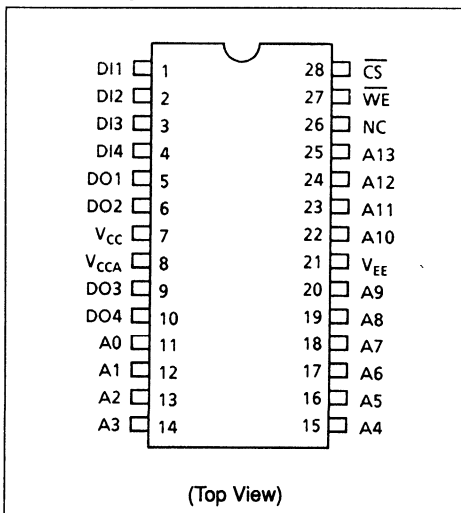 DI1 1 28 C̅S̅
DI2 2 27 W̅E̅
DI3 3 26 NC
DI4 4 25 A13
DO1 5 24 A12
DO2 6 23 A11
VCC 7 22 A10
VCCA 8 21 VEE
DO3 9 20 A9
DO4 10 19 A8
A0 11 18 A7
A1 12 17 A6
A2 13 16 A5
A3 14 15 A4
(Top View)